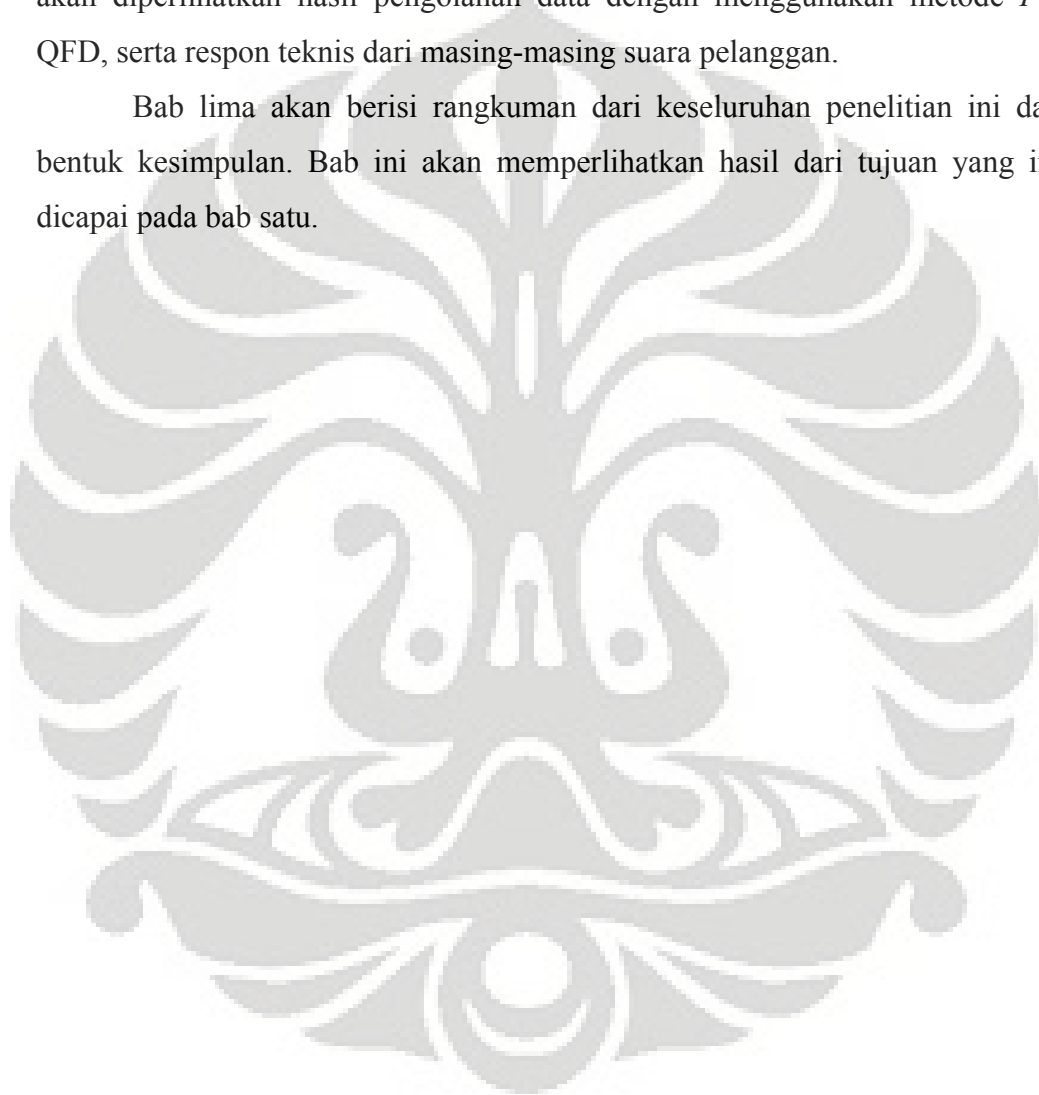 akan diperlihatkan hasil pengolahan data dengan menggunakan metode
QFD, serta respon teknis dari masing-masing suara pelanggan.
Bab lima akan berisi rangkuman dari keseluruhan penelitian ini
bentuk kesimpulan. Bab ini akan memperlihatkan hasil dari tujuan yang
dicapai pada bab satu.